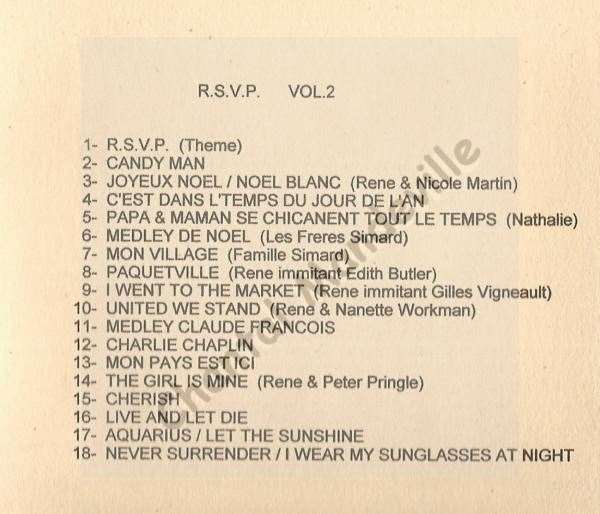 R.S.V.P. VOL.2
1- R.S.V.P. (Theme)
2- CANDY MAN
3- JOYEUX NOEL / NOEL BLANC (Rene & Nicole Martin)
4- C'EST DANS L'TEMPS DU JOUR DE L'AN
5- PAPA & MAMAN SE CHICANENT TOUT LE TEMPS (Nathalie)
6- MEDLEY DE NOEL (Les Freres Simard)
7- MON VILLAGE (Famille Simard)
8- PAQUETVILLE (Rene immitant Edith Butler)
9- I WENT TO THE MARKET (Rene immitant Gilles Vigneault)
10- UNITED WE STAND (Rene & Nanette Workman)
11- MEDLEY CLAUDE FRANCOIS
12- CHARLIE CHAPLIN
13- MON PAYS EST ICI
14- THE GIRL IS MINE (Rene & Peter Pringle)
15- CHERISH
16- LIVE AND LET DIE
17- AQUARIUS / LET THE SUNSHINE
18- NEVER SURRENDER / I WEAR MY SUNGLASSES AT NIGHT